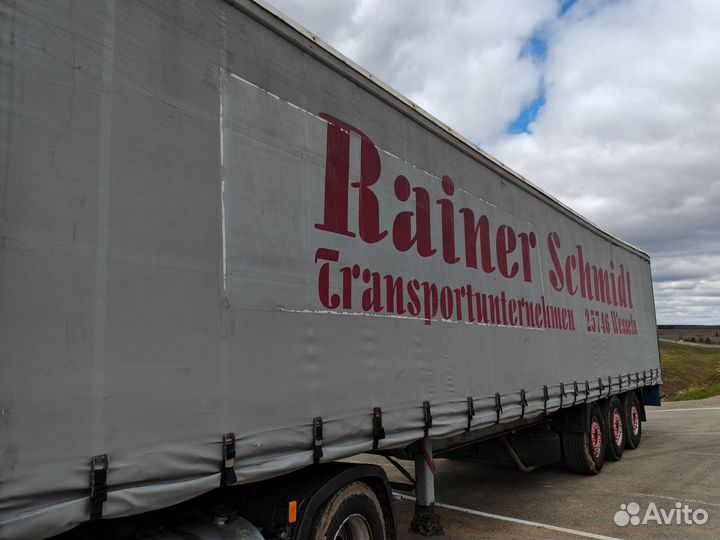 Rainer Schmidt
Transportunternehmen 25746 Wesseln
Avito